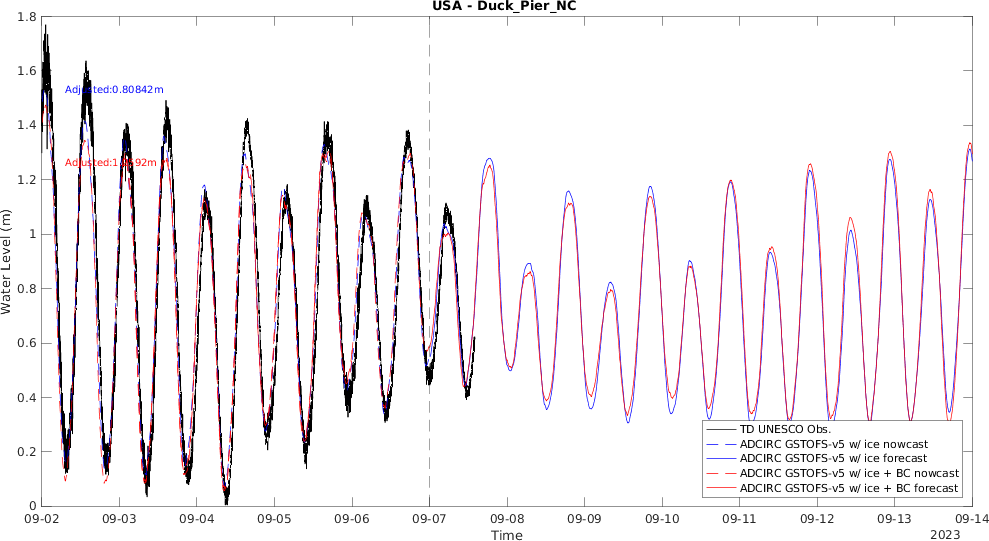 USA - Duck_Pier_NC
1.8
1.6
1.4
1.2
1
0.8
0.6
0.4
0.2
0
Water Level (m)
Adjusted:0.80842m
TD UNESCO Obs.
ADCIRC GSTOFS-v5 w/ ice nowcast
ADCIRC GSTOFS-v5 w/ ice forecast
ADCIRC GSTOFS-v5 w/ ice + BC nowcast
ADCIRC GSTOFS-v5 w/ ice + BC forecast
09-02 09-03 09-04 09-05 09-06 09-07 09-08 09-09 09-10 09-11 09-12 09-13 09-14
Time
2023